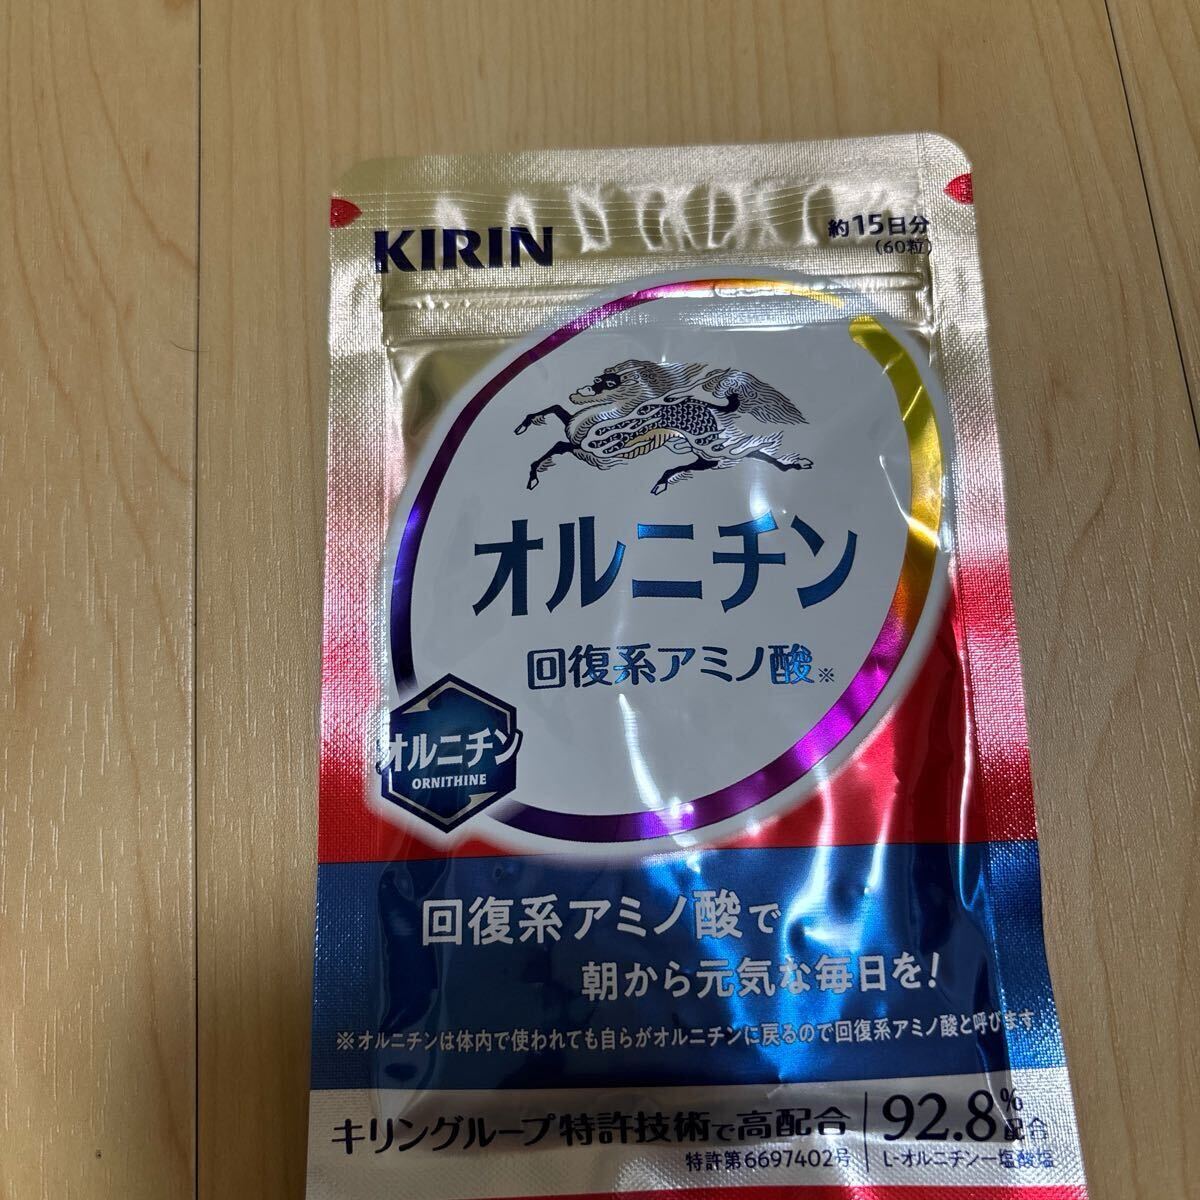 KIRIN
約15日分
(60粒)
オルニチン
回復系アミノ酸※
オルニチン
ORNITHINE
回復系アミノ酸で
朝から元気な毎日を!
※オルニチンは体内で使われても自らがオルニチンに戻るので回復系アミノ酸と呼びます
キリングループ特許技術で高配合
特許第6697402号
92.8%配合
L-オルニチン一塩酸塩